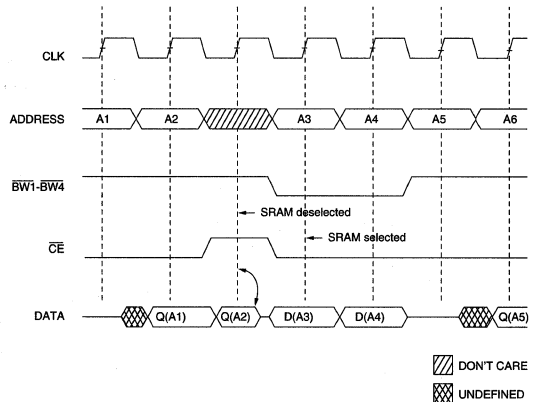 CLK
ADDRESS A1 A2 A3 A4 A5 A6
BW1-BW4
SRAM deselected
SRAM selected
CE
DATA Q(A1) Q(A2) D(A3) D(A4) Q(A5)
DON'T CARE
UNDEFINED